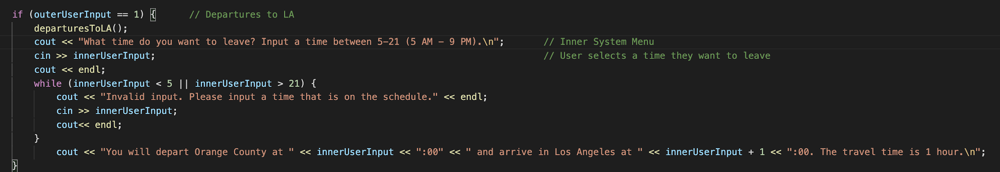 if (outerUserInput == 1) {      // Departures to LA
    departuresToLA();
    cout << "What time do you want to leave? Input a time between 5-21 (5 AM - 9 PM).\n";       // Inner System Menu
    cin >> innerUserInput;                                                                      // User selects a time they want to leave
    cout << endl;
    while (innerUserInput < 5 || innerUserInput > 21) {
        cout << "Invalid input. Please input a time that is on the schedule." << endl;
        cin >> innerUserInput;
        cout<< endl;
    }
        cout << "You will depart Orange County at " << innerUserInput << ":00" << " and arrive in Los Angeles at " << innerUserInput + 1 << ":00. The travel time is 1 hour.\n";
}